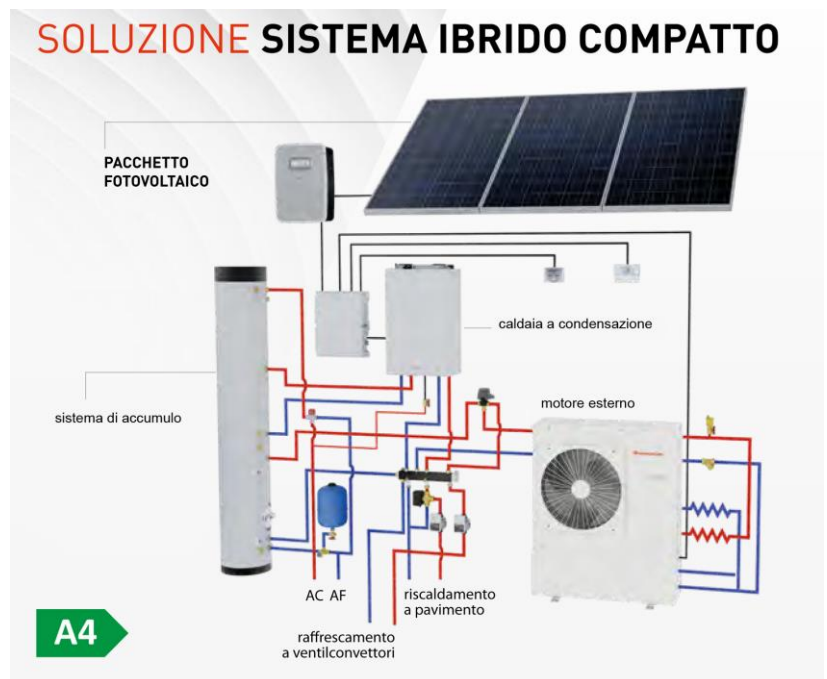 SOLUZIONE SISTEMA IBRIDO COMPATTO
PACCHETTO
FOTOVOLTAICO
caldaia a condensazione
motore esterno
sistema di accumulo
AC AF
riscaldamento
a pavimento
raffrescamento
a ventilconvettori
A4